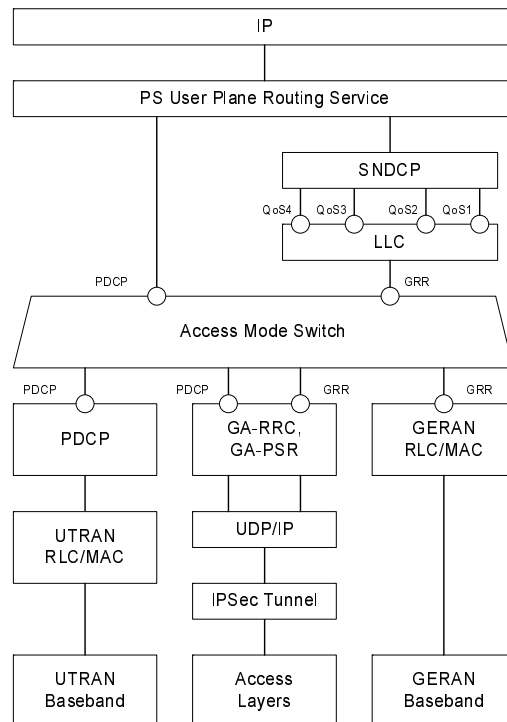 IP
PS User Plane Routing Service
SNDCP
QoS4 QoS3 QoS2 QoS1
LLC
PDCP GRR
Access Mode Switch
PDCP PDCP GRR GRR
PDCP
GA-RRC,
GA-PSR
GERAN
RLC/MAC
UTRAN
RLC/MAC
UDP/IP
IPSec Tunnel
UTRAN
Baseband
Access
Layers
GERAN
Baseband